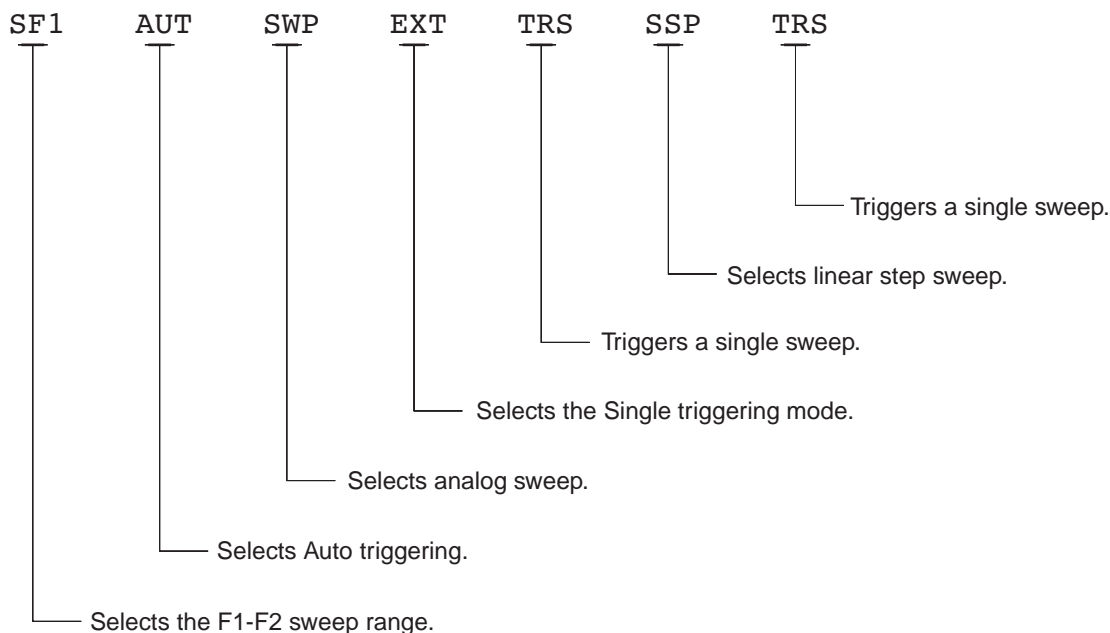 SF1 AUT SWP EXT TRS SSP TRS
Triggers a single sweep.
Selects linear step sweep.
Triggers a single sweep.
Selects the Single triggering mode.
Selects analog sweep.
Selects Auto triggering.
Selects the F1-F2 sweep range.